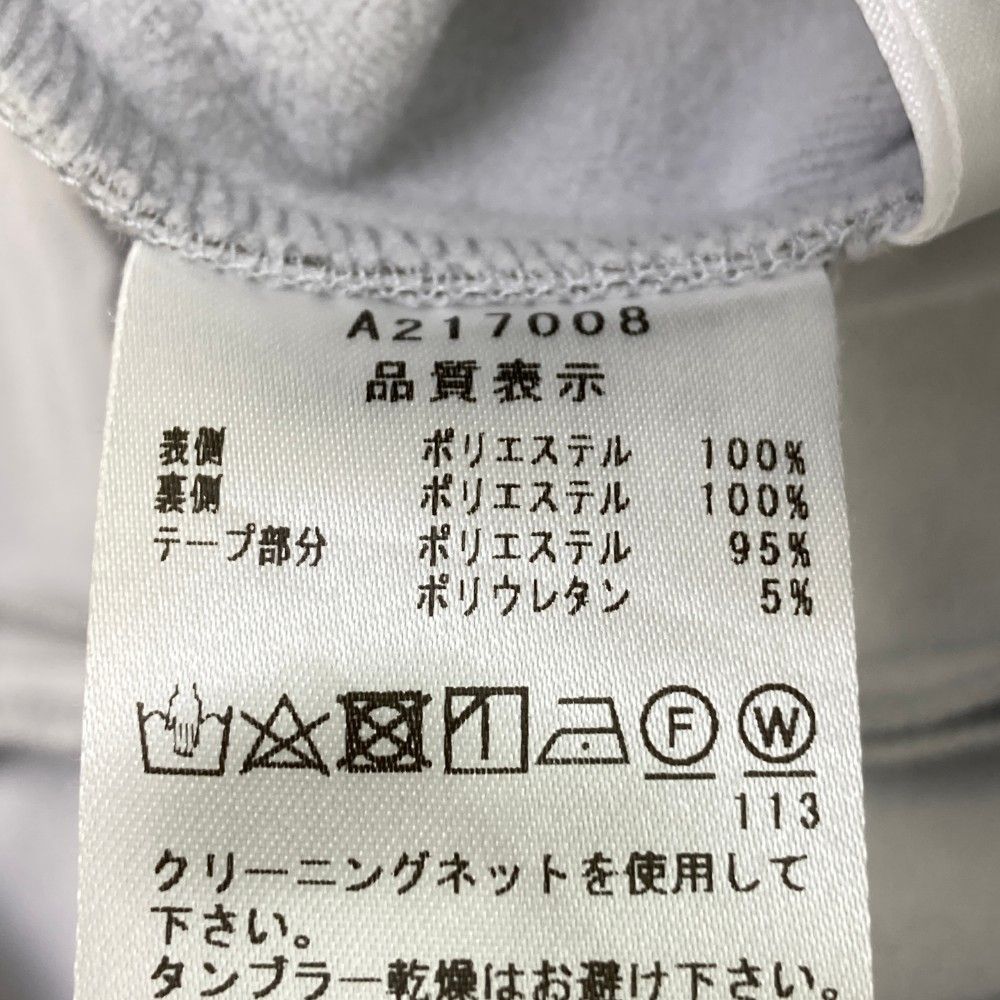 A217008
品質表示
表側 ポリエステル 100%
裏側 ポリエステル 100%
テープ部分 ポリエステル 95%
ポリウレタン 5%
F W
113
クリーニングネットを使用して
下さい。
タンブラー乾燥はお避け下さい。